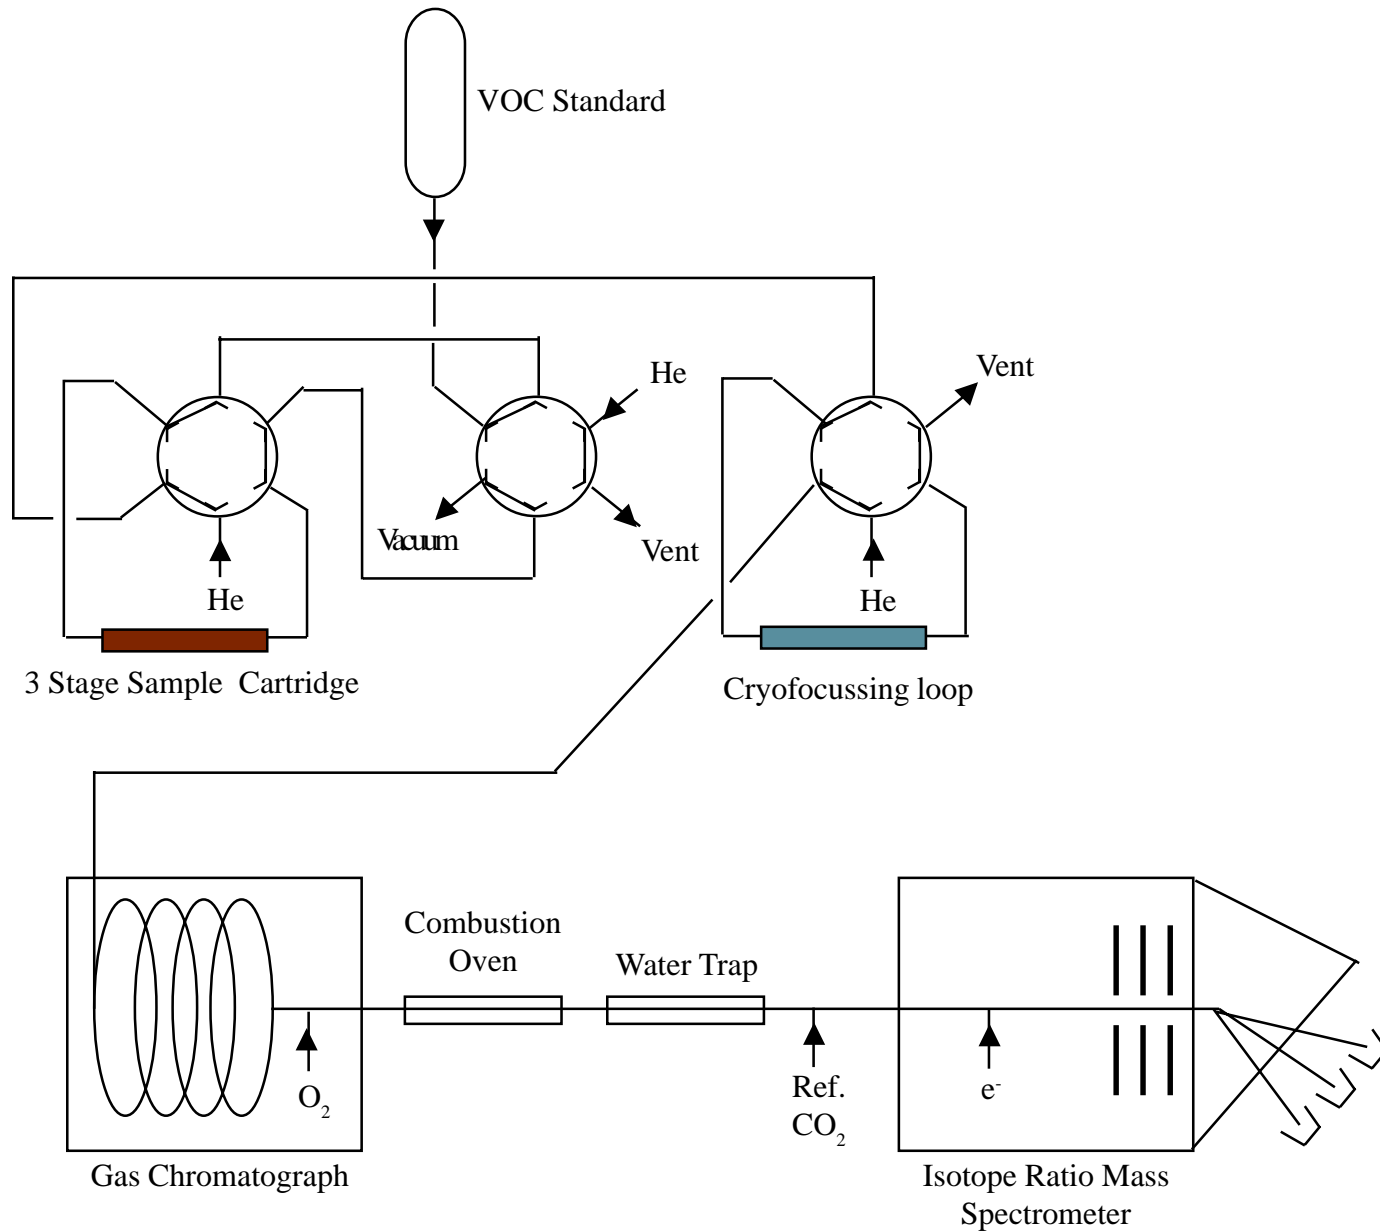 VOC Standard
He
Vent
Vacuum
Vent
He
He
3 Stage Sample Cartridge
Cryofocussing loop
Combustion
Oven
Water Trap
O₂
Ref.
CO₂
e⁻
Gas Chromatograph
Isotope Ratio Mass
Spectrometer